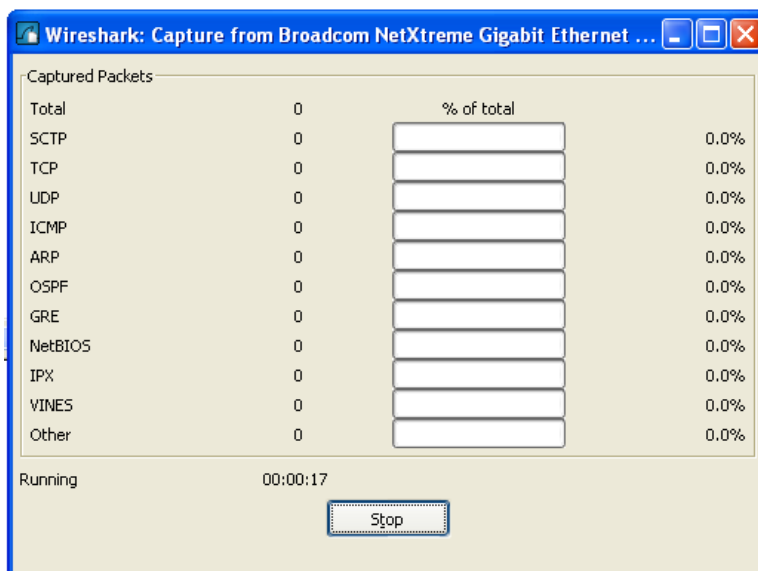 Wireshark: Capture from Broadcom NetXtreme Gigabit Ethernet ...
Captured Packets
Total 0 % of total
SCTP 0 0.0%
TCP 0 0.0%
UDP 0 0.0%
ICMP 0 0.0%
ARP 0 0.0%
OSPF 0 0.0%
GRE 0 0.0%
NetBIOS 0 0.0%
IPX 0 0.0%
VINES 0 0.0%
Other 0 0.0%
Running 00:00:17
Stop